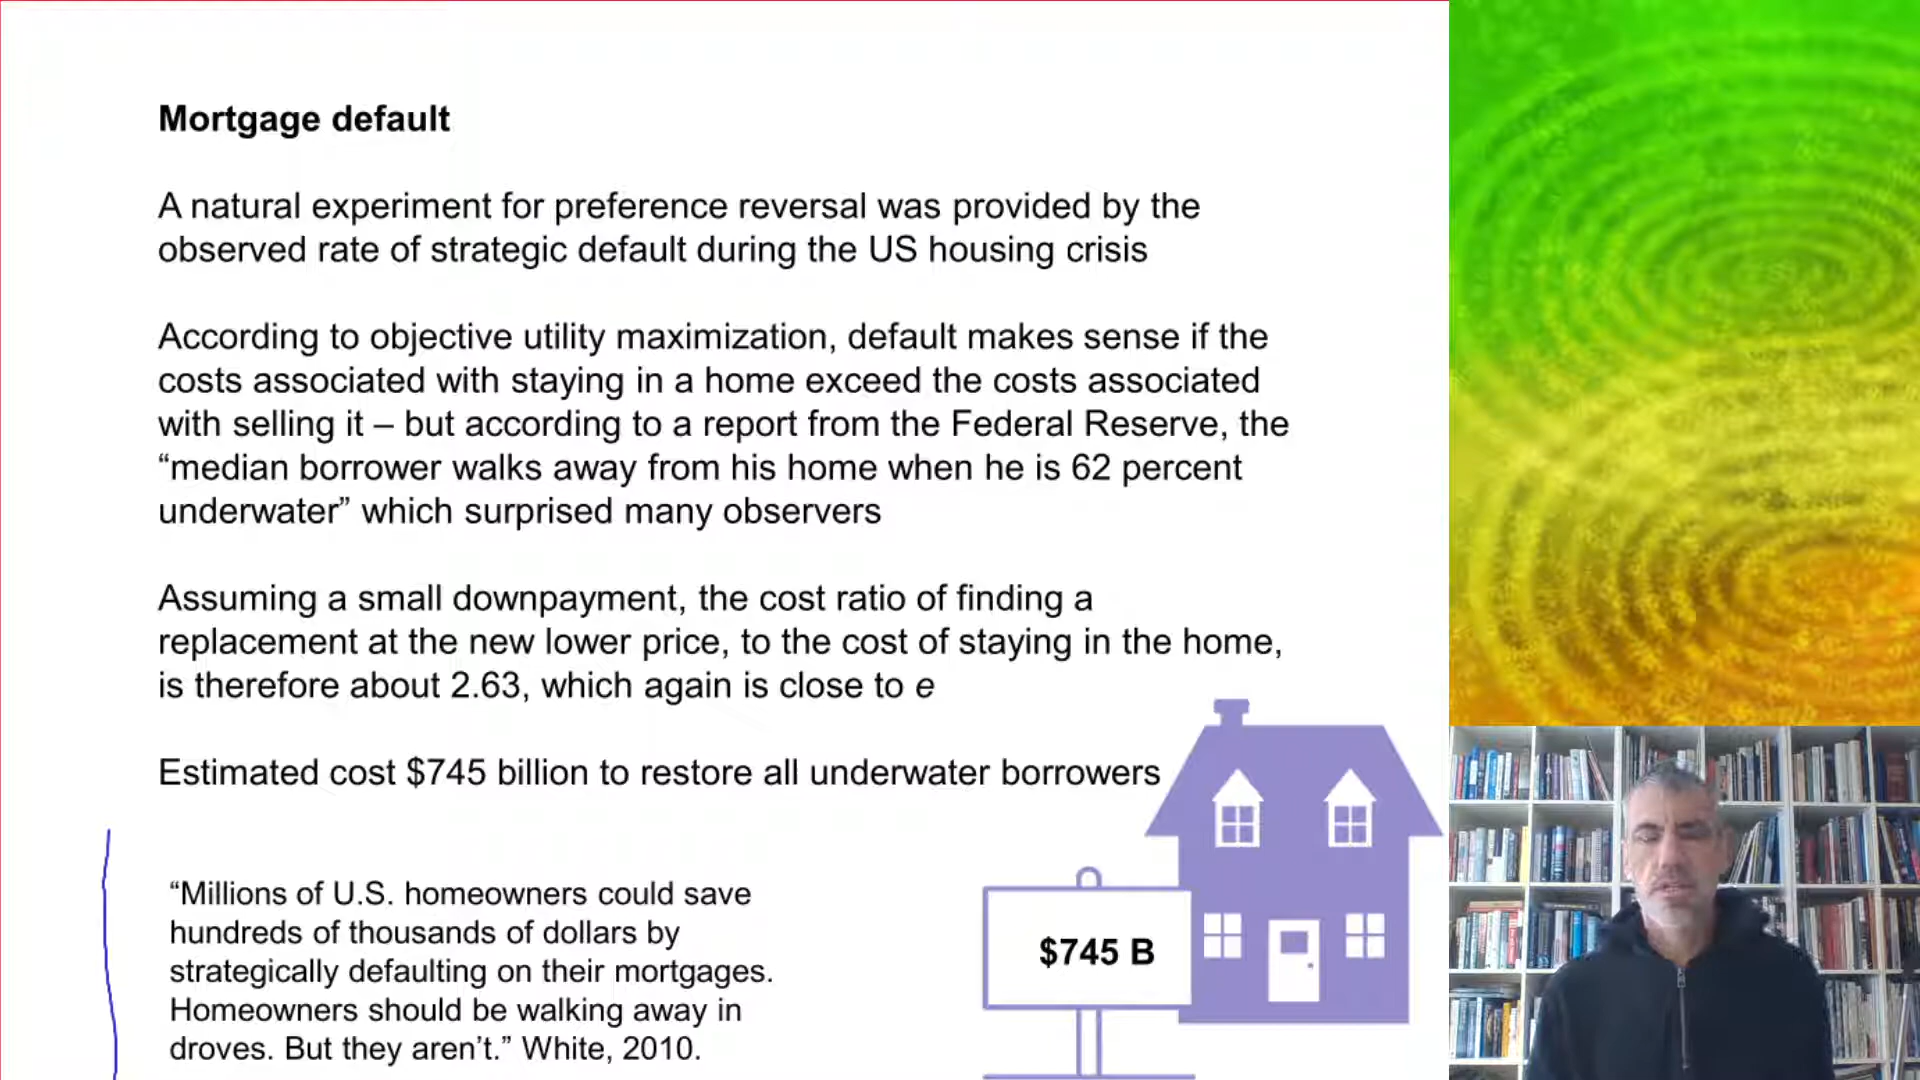 Mortgage default
A natural experiment for preference reversal was provided by the
observed rate of strategic default during the US housing crisis
According to objective utility maximization, default makes sense if the
costs associated with staying in a home exceed the costs associated
with selling it – but according to a report from the Federal Reserve, the
“median borrower walks away from his home when he is 62 percent
underwater” which surprised many observers
Assuming a small downpayment, the cost ratio of finding a
replacement at the new lower price, to the cost of staying in the home,
is therefore about 2.63, which again is close to e
Estimated cost $745 billion to restore all underwater borrowers
“Millions of U.S. homeowners could save
hundreds of thousands of dollars by
strategically defaulting on their mortgages.
Homeowners should be walking away in
droves. But they aren’t.” White, 2010.
$745 B